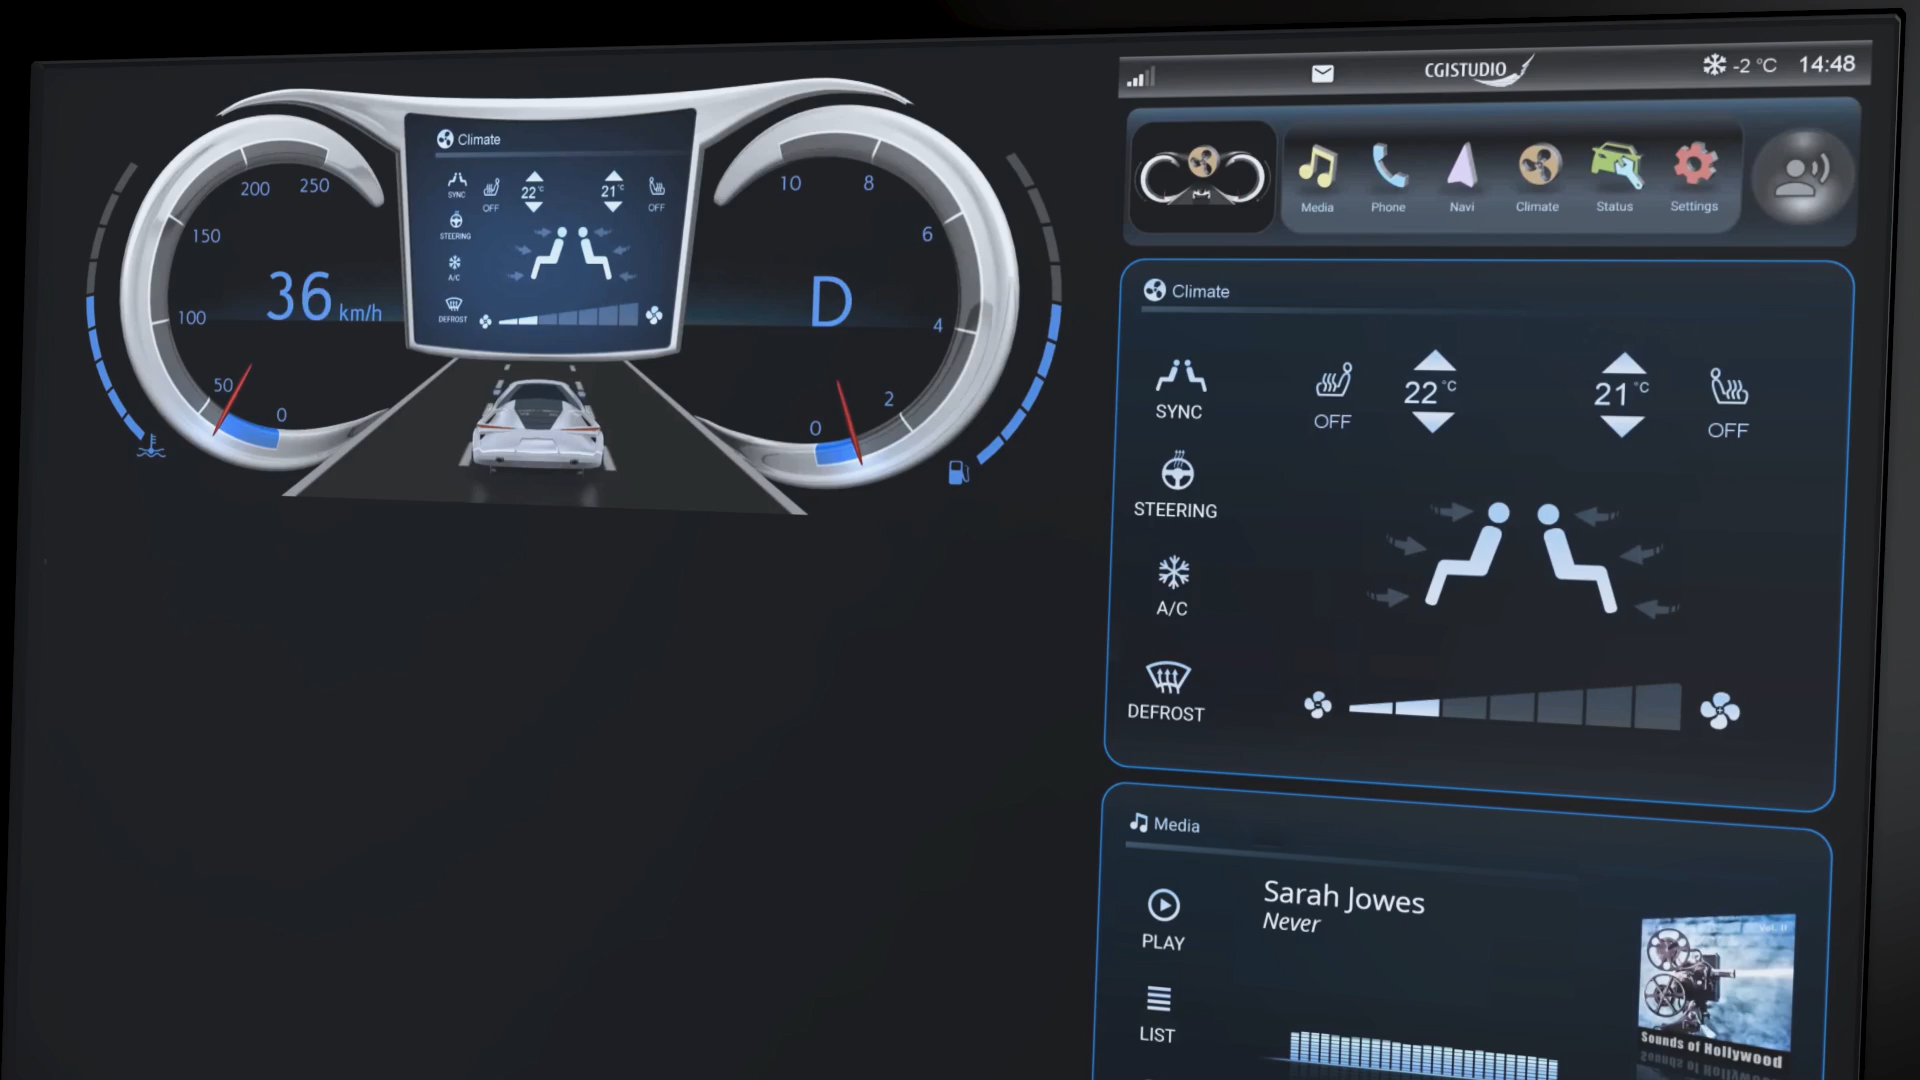 CGISTUDIO
-2 °C
14:48
Climate
SYNC
OFF
22 °C
21 °C
OFF
STEERING
A/C
DEFROST
250
200
150
100
50
0
36 km/h
10
8
6
4
2
0
D
Media
Phone
Navi
Climate
Status
Settings
Climate
SYNC
OFF
22 °C
21 °C
OFF
STEERING
A/C
DEFROST
Media
PLAY
LIST
Sarah Jowes
Never
Vol. II
Sounds of Hollywood